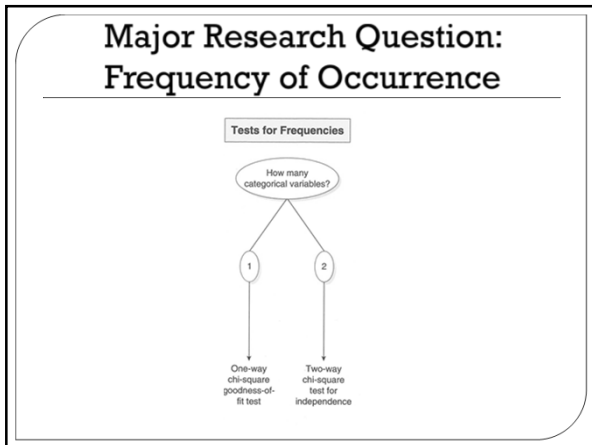 Major Research Question:
Frequency of Occurrence
Tests for Frequencies
How many
categorical variables?
1
2
One-way
chi-square
goodness-of-
fit test
Two-way
chi-square
test for
independence